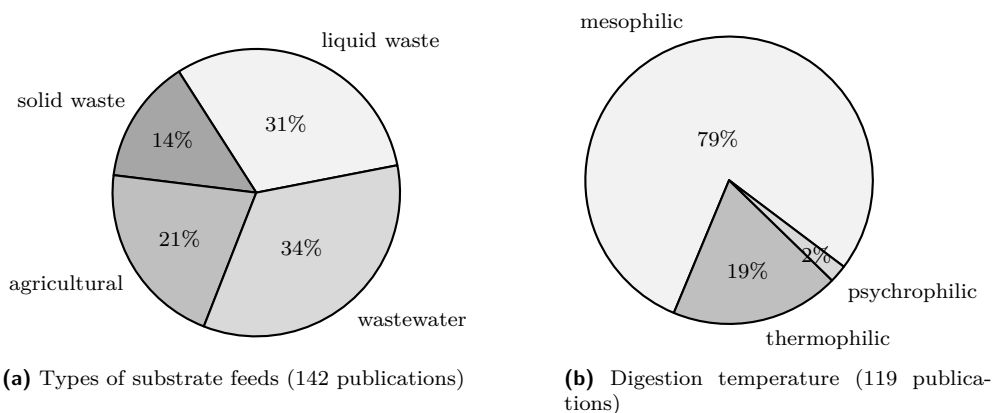 liquid waste
solid waste
31%
14%
21%
34%
agricultural
wastewater
(a) Types of substrate feeds (142 publications)
mesophilic
79%
2%
19%
psychrophilic
thermophilic
(b) Digestion temperature (119 publica-
tions)